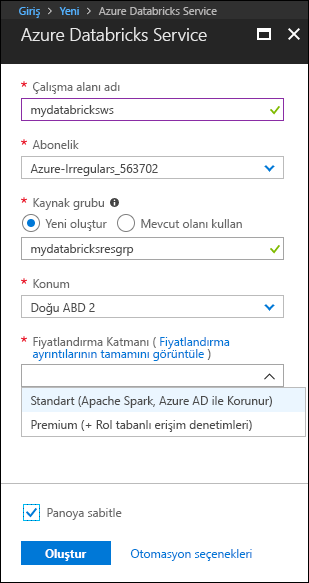 Giriş > Yeni > Azure Databricks Service
Azure Databricks Service
* Çalışma alanı adı
mydatabricksws
* Abonelik
Azure-Irregulars_563702
* Kaynak grubu
Yeni oluştur Mevcut olanı kullan
mydatabricksresgrp
* Konum
Doğu ABD 2
* Fiyatlandırma Katmanı ( Fiyatlandırma
ayrıntılarının tamamını görüntüle )
Standart (Apache Spark, Azure AD ile Korunur)
Premium (+ Rol tabanlı erişim denetimleri)
Panoya sabitle
Oluştur Otomasyon seçenekleri